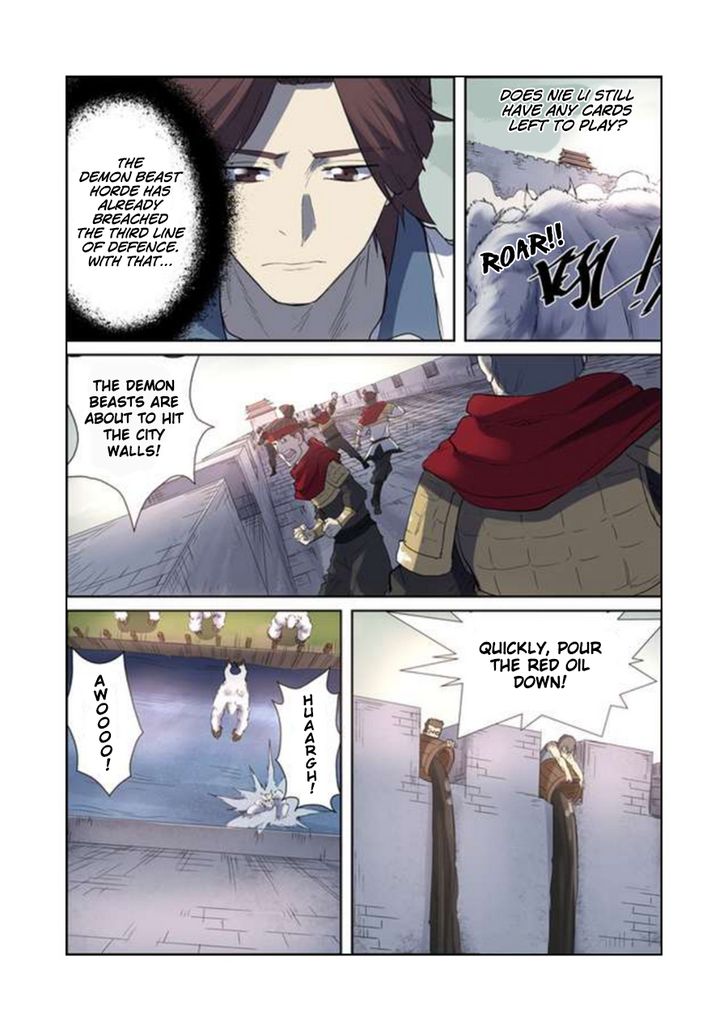 THE
DEMON BEAST
HORDE HAS
ALREADY
BREACHED
THE THIRD LINE
OF DEFENCE.
WITH THAT...
DOES NIE LI STILL
HAVE ANY CARDS
LEFT TO PLAY?
ROAR!!
THE DEMON
BEASTS ARE
ABOUT TO HIT
THE CITY
WALLS!
AWOOOO!
HUAARGH!
QUICKLY, POUR
THE RED OIL
DOWN!